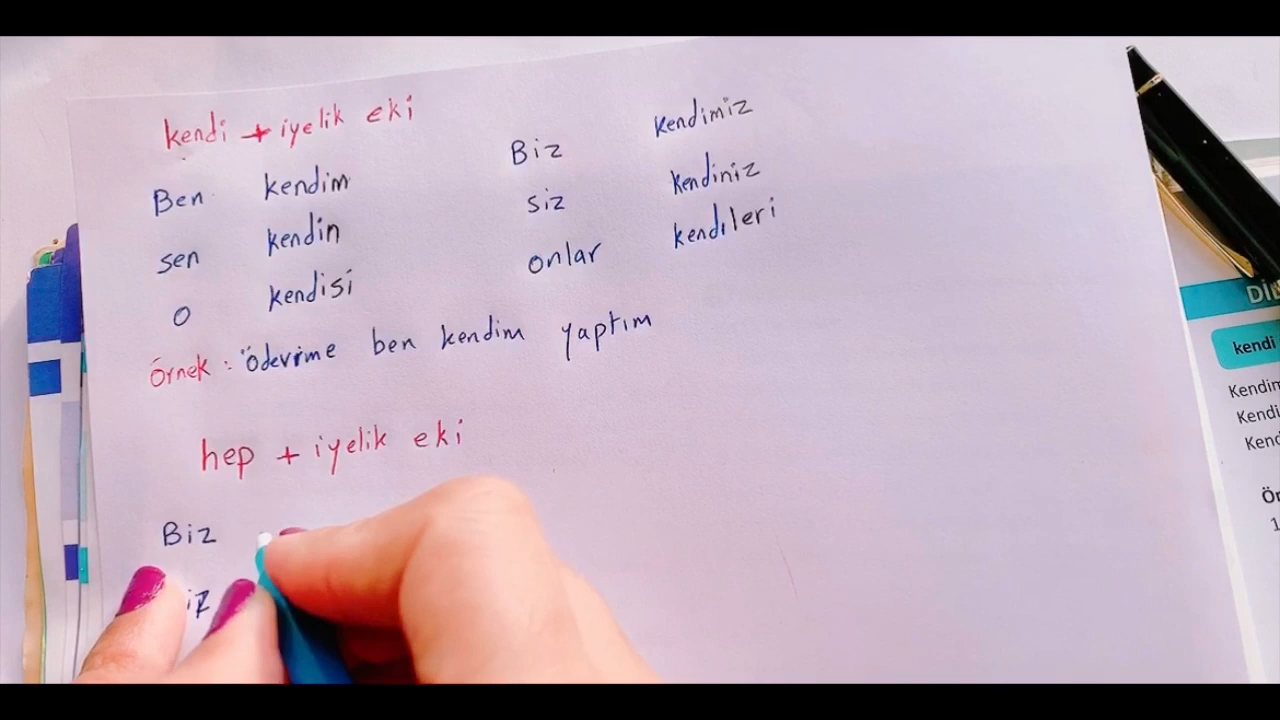 kendi + iyelik eki
Ben kendim Biz kendimiz
sen kendin siz kendiniz
O kendisi onlar kendileri
Örnek : ödevime ben kendim yaptım
hep + iyelik eki
Biz
iz
kendi